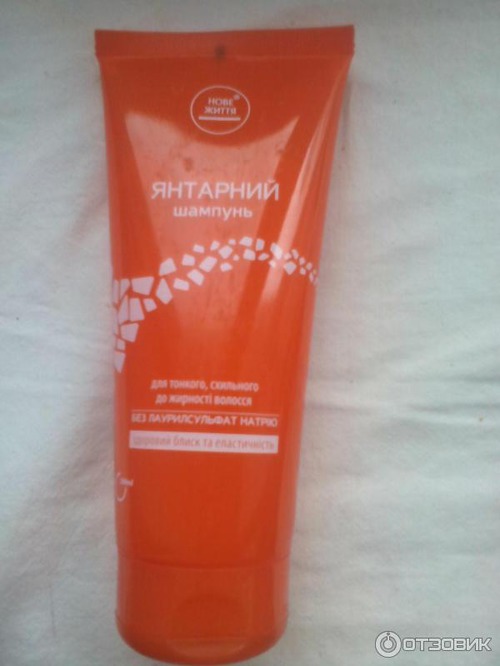 НОВЕ
ЖИТТЯ
ЯНТАРНИЙ
шампунь
для тонкого, схильного
до жирності волосся
БЕЗ ЛАУРИЛСУЛЬФАТ НАТРІЮ
здоровий блиск та еластичність
ОТЗОВИК